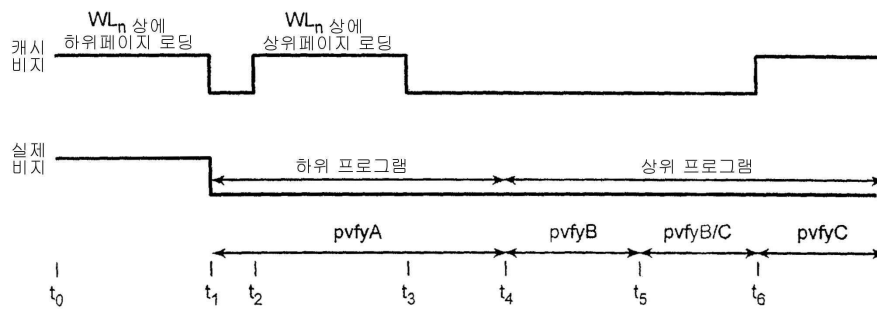 WLn 상에
하위페이지 로딩
WLn 상에
상위페이지 로딩
캐시
비지
실제
비지
하위 프로그램
상위 프로그램
pvfyA
pvfyB
pvfyB/C
pvfyC
t0
t1
t2
t3
t4
t5
t6